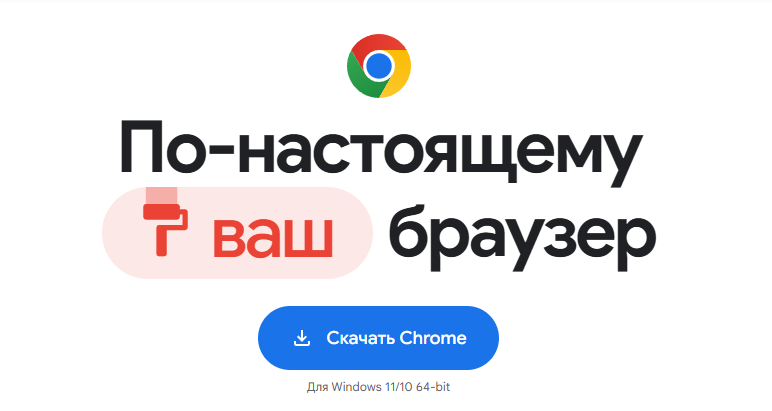 По-настоящему
ваш браузер
Скачать Chrome
Для Windows 11/10 64-bit